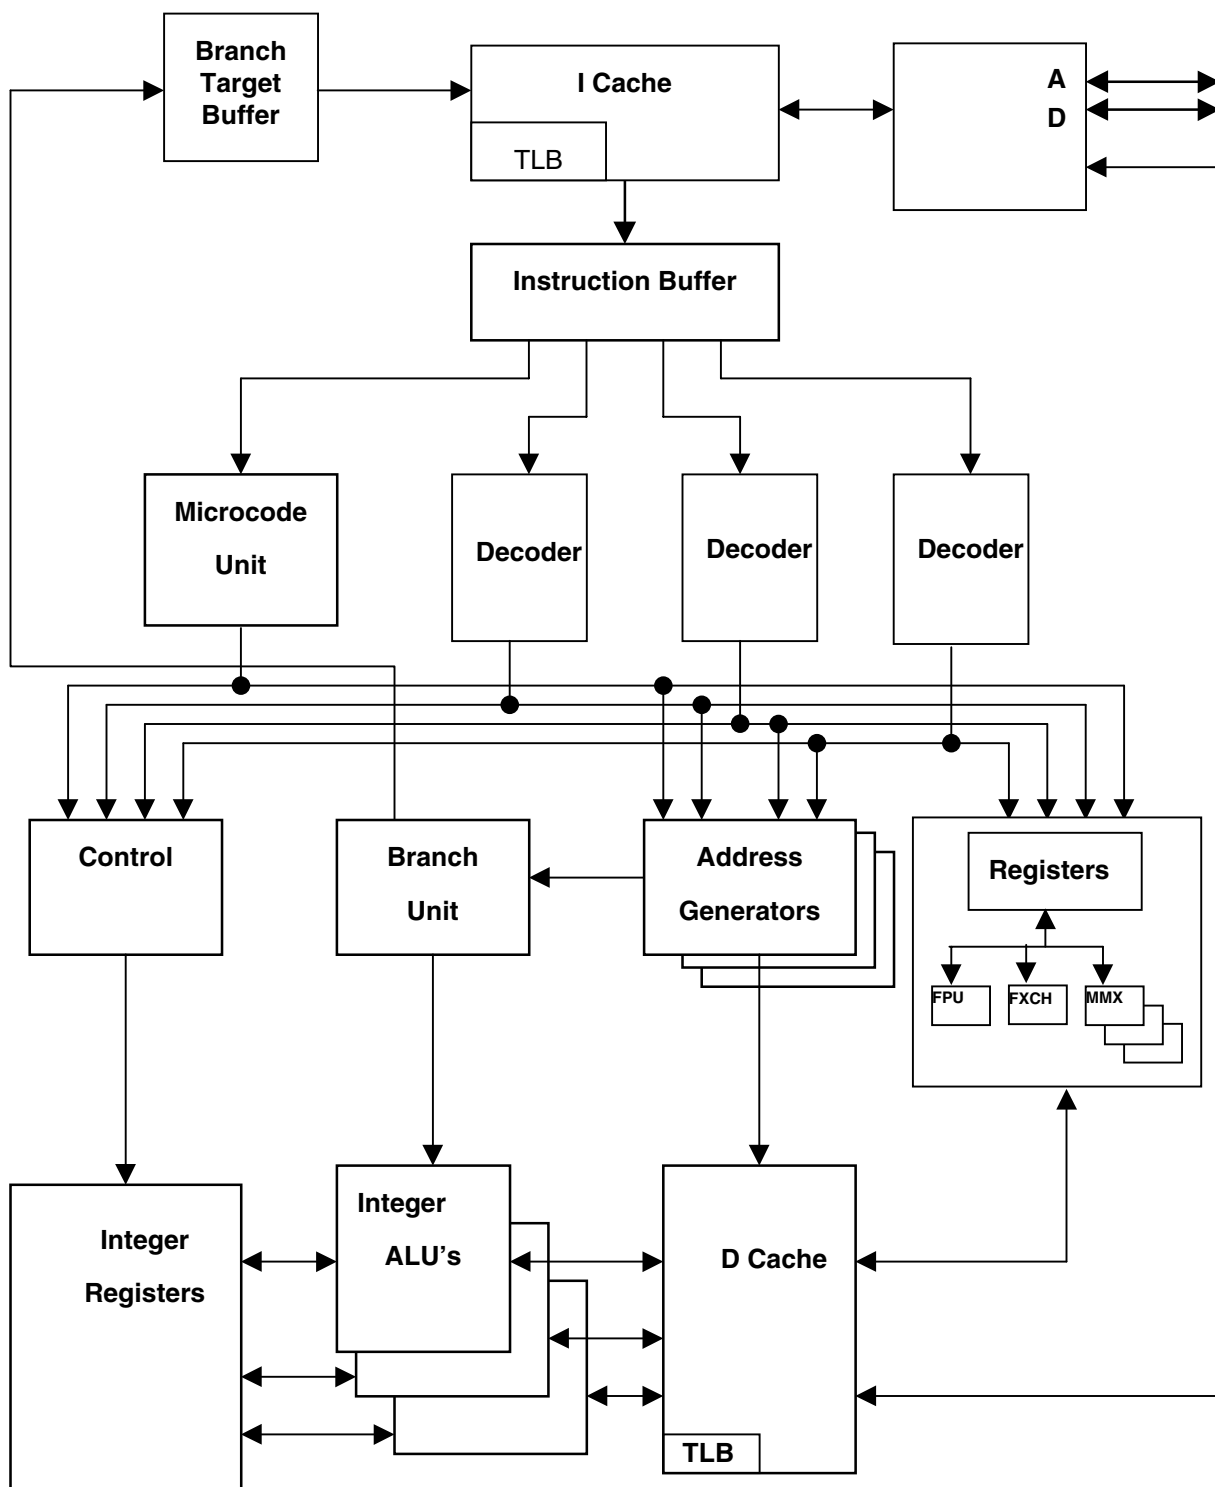 Branch
Target
Buffer
I Cache
TLB
A
D
Instruction Buffer
Microcode
Unit
Decoder
Decoder
Decoder
Control
Branch
Unit
Address
Generators
Registers
FPU
FXCH
MMX
Integer
Registers
Integer
ALU's
D Cache
TLB